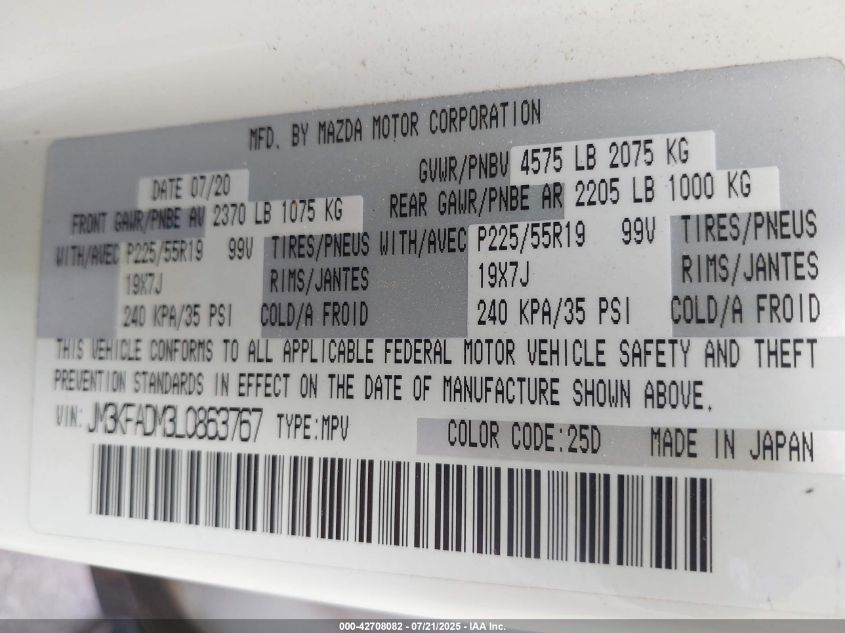 MFD. BY MAZDA MOTOR CORPORATION
DATE 07/20 GVWR/PNBV 4575 LB 2075 KG
FRONT GAWR/PNBE AV 2370 LB 1075 KG REAR GAWR/PNBE AR 2205 LB 1000 KG
WITH/AVEC P225/55R19 99V TIRES/PNEUS WITH/AVEC P225/55R19 99V TIRES/PNEUS
19X7J RIMS/JANTES 19X7J RIMS/JANTES
240 KPA/35 PSI COLD/A FROID 240 KPA/35 PSI COLD/A FROID
THIS VEHICLE CONFORMS TO ALL APPLICABLE FEDERAL MOTOR VEHICLE SAFETY AND THEFT
PREVENTION STANDARDS IN EFFECT ON THE DATE OF MANUFACTURE SHOWN ABOVE.
VIN: JM3KFADM3L0863767 TYPE:MPV COLOR CODE:25D MADE IN JAPAN
000-42708082 - 07/21/2025 - IAA Inc.